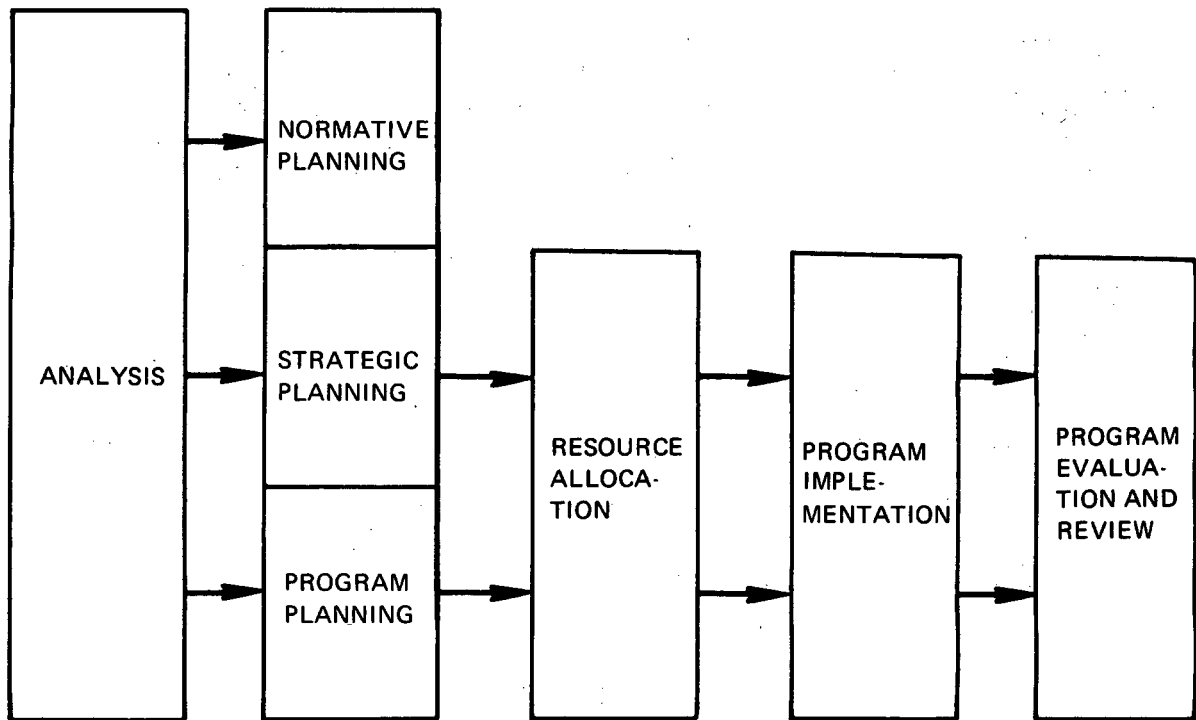 ANALYSIS
NORMATIVE
PLANNING
STRATEGIC
PLANNING
PROGRAM
PLANNING
RESOURCE
ALLOCA-
TION
PROGRAM
IMPLE-
MENTATION
PROGRAM
EVALUA-
TION AND
REVIEW